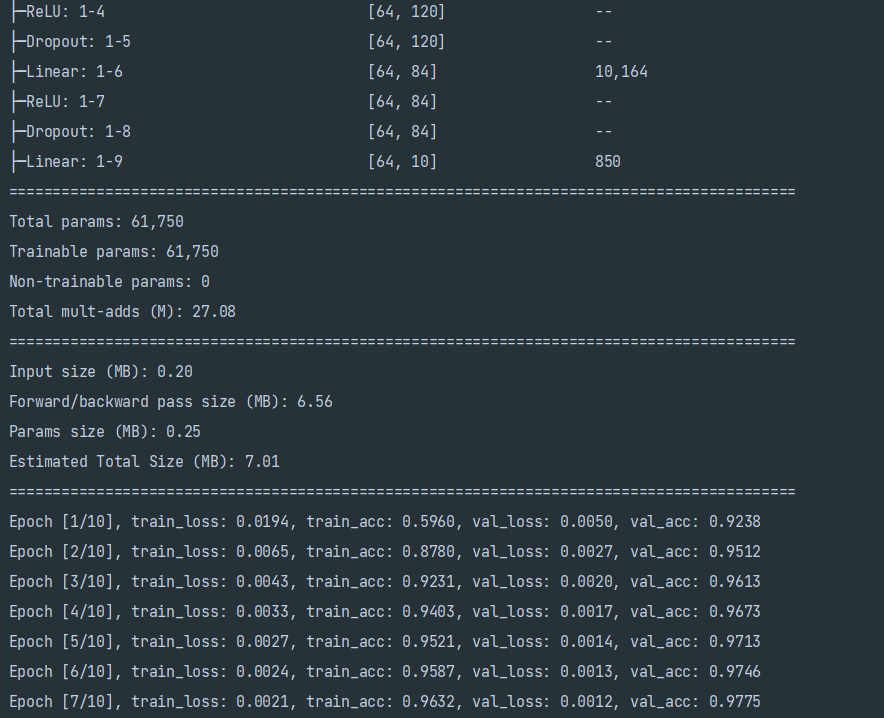 ├─ReLU: 1-4                              [64, 120]                 --
├─Dropout: 1-5                           [64, 120]                 --
├─Linear: 1-6                            [64, 84]                  10,164
├─ReLU: 1-7                              [64, 84]                  --
├─Dropout: 1-8                           [64, 84]                  --
├─Linear: 1-9                            [64, 10]                  850
==========================================================================================
Total params: 61,750
Trainable params: 61,750
Non-trainable params: 0
Total mult-adds (M): 27.08
==========================================================================================
Input size (MB): 0.20
Forward/backward pass size (MB): 6.56
Params size (MB): 0.25
Estimated Total Size (MB): 7.01
==========================================================================================
Epoch [1/10], train_loss: 0.0194, train_acc: 0.5960, val_loss: 0.0050, val_acc: 0.9238
Epoch [2/10], train_loss: 0.0065, train_acc: 0.8780, val_loss: 0.0027, val_acc: 0.9512
Epoch [3/10], train_loss: 0.0043, train_acc: 0.9231, val_loss: 0.0020, val_acc: 0.9613
Epoch [4/10], train_loss: 0.0033, train_acc: 0.9403, val_loss: 0.0017, val_acc: 0.9673
Epoch [5/10], train_loss: 0.0027, train_acc: 0.9521, val_loss: 0.0014, val_acc: 0.9713
Epoch [6/10], train_loss: 0.0024, train_acc: 0.9587, val_loss: 0.0013, val_acc: 0.9746
Epoch [7/10], train_loss: 0.0021, train_acc: 0.9632, val_loss: 0.0012, val_acc: 0.9775